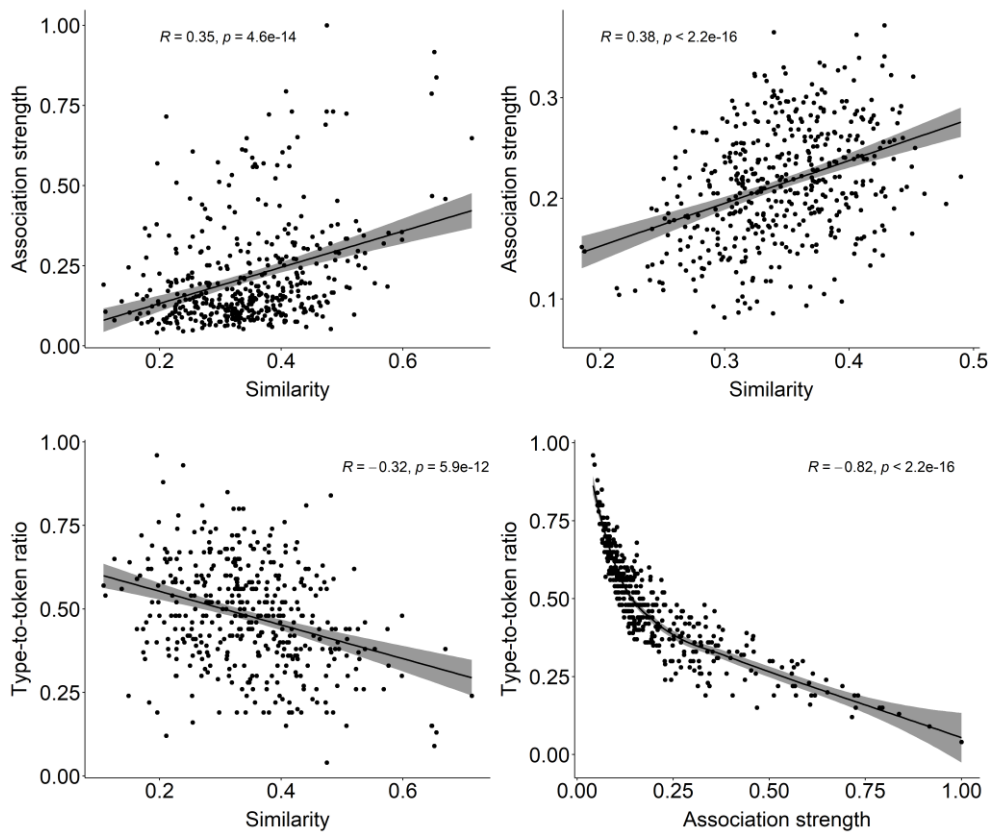 R = 0.35, p = 4.6e-14
Association strength
1.00
0.75
0.50
0.25
0.00
0.2 0.4 0.6
Similarity
R = 0.38, p < 2.2e-16
Association strength
0.3
0.2
0.1
0.2 0.3 0.4 0.5
Similarity
R = −0.32, p = 5.9e-12
Type-to-token ratio
1.00
0.75
0.50
0.25
0.00
0.2 0.4 0.6
Similarity
R = −0.82, p < 2.2e-16
Type-to-token ratio
1.00
0.75
0.50
0.25
0.00
0.00 0.25 0.50 0.75 1.00
Association strength